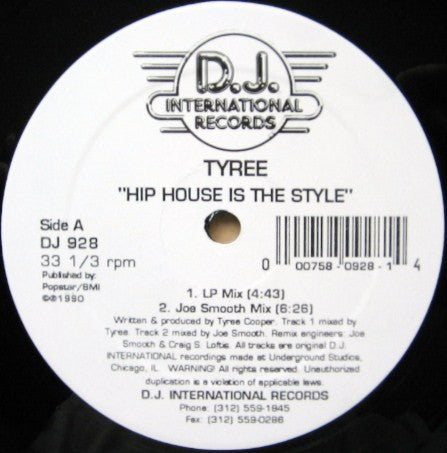 D.J.
INTERNATIONAL
RECORDS
TYREE
"HIP HOUSE IS THE STYLE"
Side A
DJ 928
33 1/3 rpm
Published by:
Popstar/BMI
©℗1990
0 00758-0928-1 4
1. LP Mix (4:43)
2. Joe Smooth Mix (6:26)
Written & produced by Tyree Cooper. Track 1 mixed by
Tyree. Track 2 mixed by Joe Smooth. Remix engineers: Joe
Smooth & Craig S. Loftis. All tracks are original D.J.
INTERNATIONAL recordings made at Underground Studios,
Chicago, IL. WARNING! All rights reserved. Unauthorized
duplication is a violation of applicable laws.
D.J. INTERNATIONAL RECORDS
Phone: (312) 559-1845
Fax: (312) 559-0286